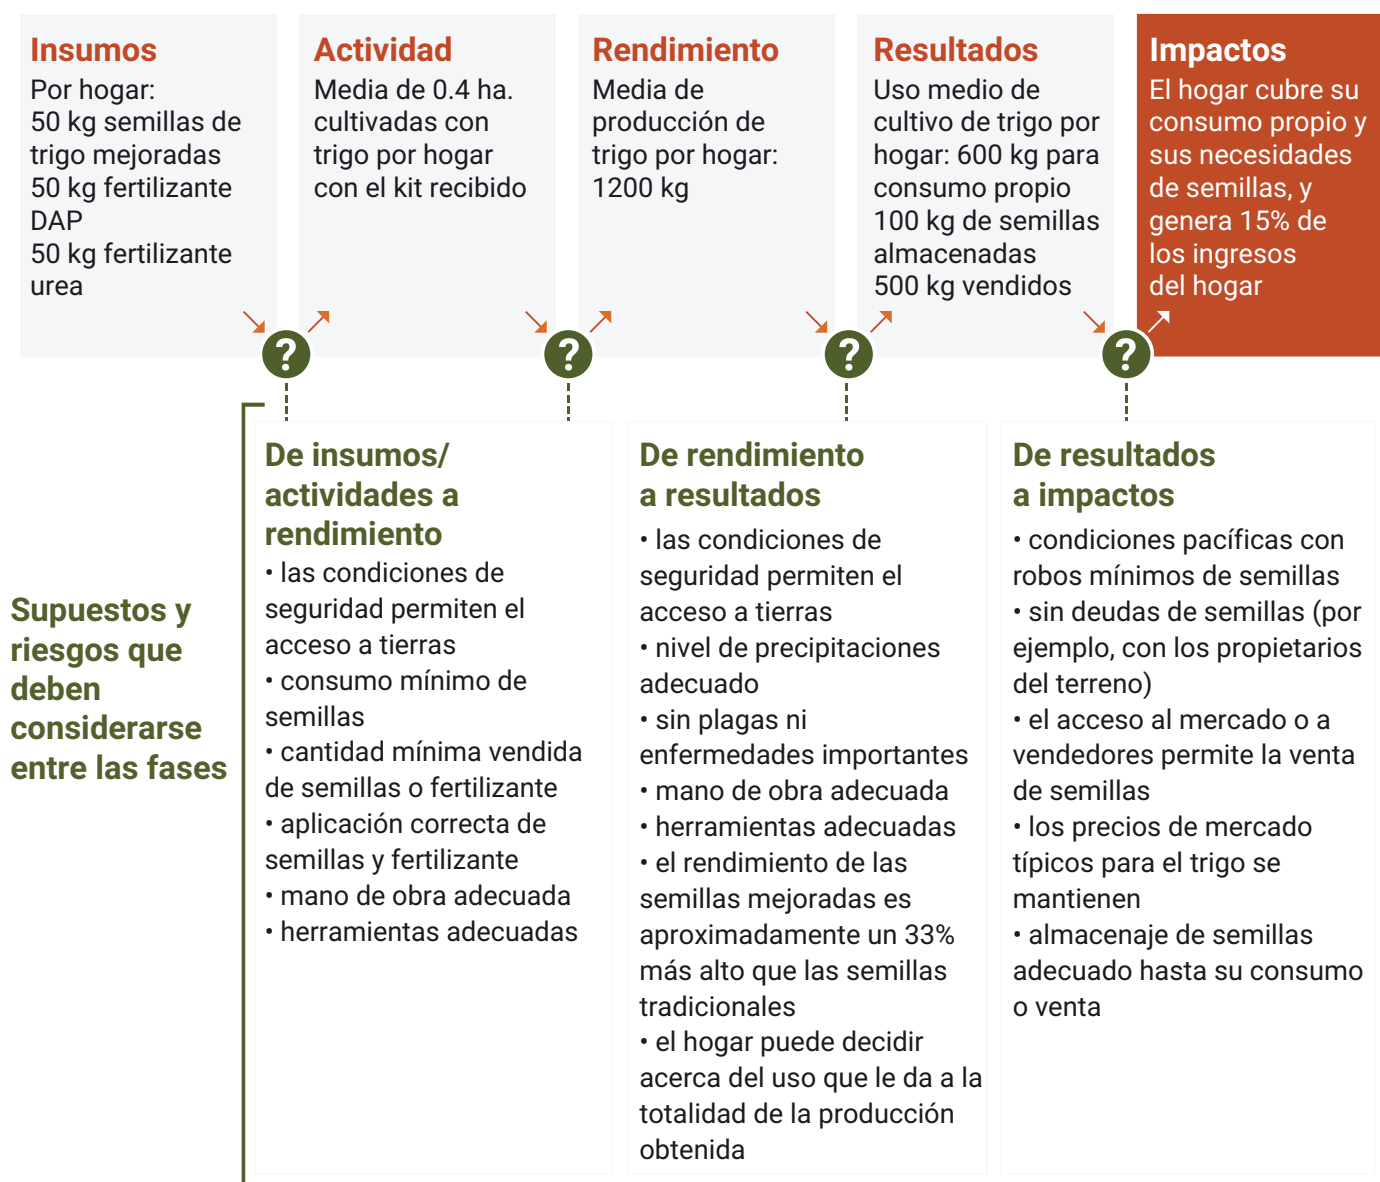 Insumos
Por hogar:
50 kg semillas de
trigo mejoradas
50 kg fertilizante
DAP
50 kg fertilizante
urea
Actividad
Media de 0.4 ha.
cultivadas con
trigo por hogar
con el kit recibido
Rendimiento
Media de
producción de
trigo por hogar:
1200 kg
Resultados
Uso medio de
cultivo de trigo por
hogar: 600 kg para
consumo propio
100 kg de semillas
almacenadas
500 kg vendidos
Impactos
El hogar cubre su
consumo propio y
sus necesidades
de semillas, y
genera 15% de
los ingresos
del hogar
?
?
?
?
Supuestos y
riesgos que
deben
considerarse
entre las fases
De insumos/
actividades a
rendimiento
• las condiciones de
seguridad permiten el
acceso a tierras
• consumo mínimo de
semillas
• cantidad mínima vendida
de semillas o fertilizante
• aplicación correcta de
semillas y fertilizante
• mano de obra adecuada
• herramientas adecuadas
De rendimiento
a resultados
• las condiciones de
seguridad permiten el
acceso a tierras
• nivel de precipitaciones
adecuado
• sin plagas ni
enfermedades importantes
• mano de obra adecuada
• herramientas adecuadas
• el rendimiento de las
semillas mejoradas es
aproximadamente un 33%
más alto que las semillas
tradicionales
• el hogar puede decidir
acerca del uso que le da a la
totalidad de la producción
obtenida
De resultados
a impactos
• condiciones pacíficas con
robos mínimos de semillas
• sin deudas de semillas (por
ejemplo, con los propietarios
del terreno)
• el acceso al mercado o a
vendedores permite la venta
de semillas
• los precios de mercado
típicos para el trigo se
mantienen
• almacenaje de semillas
adecuado hasta su consumo
o venta